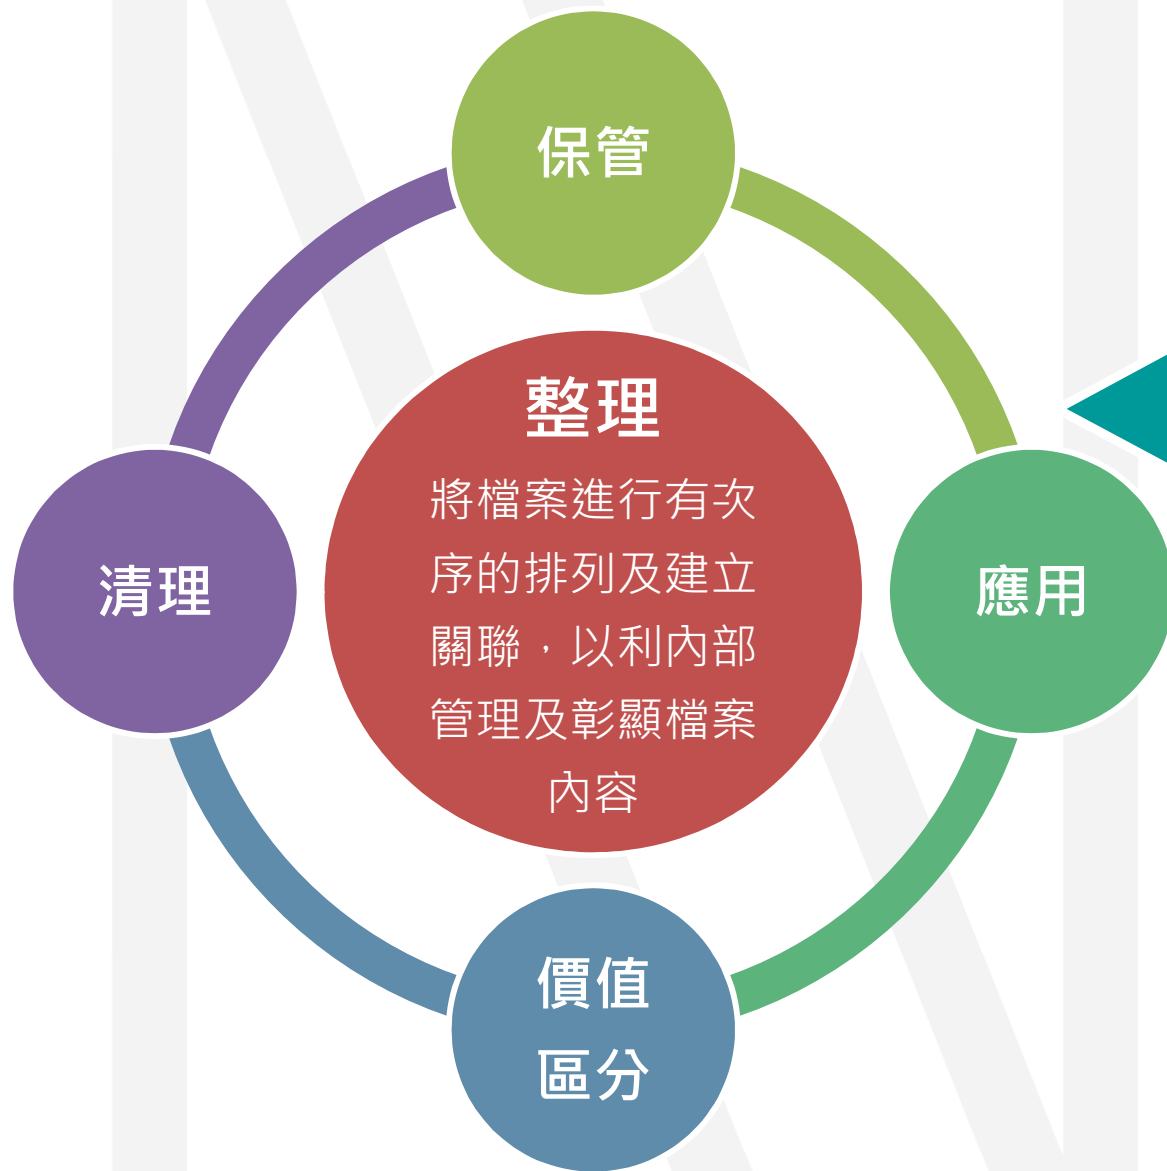 保管
整理
將檔案進行有次
序的排列及建立
關聯，以利內部
管理及彰顯檔案
內容
清理
應用
價值
區分